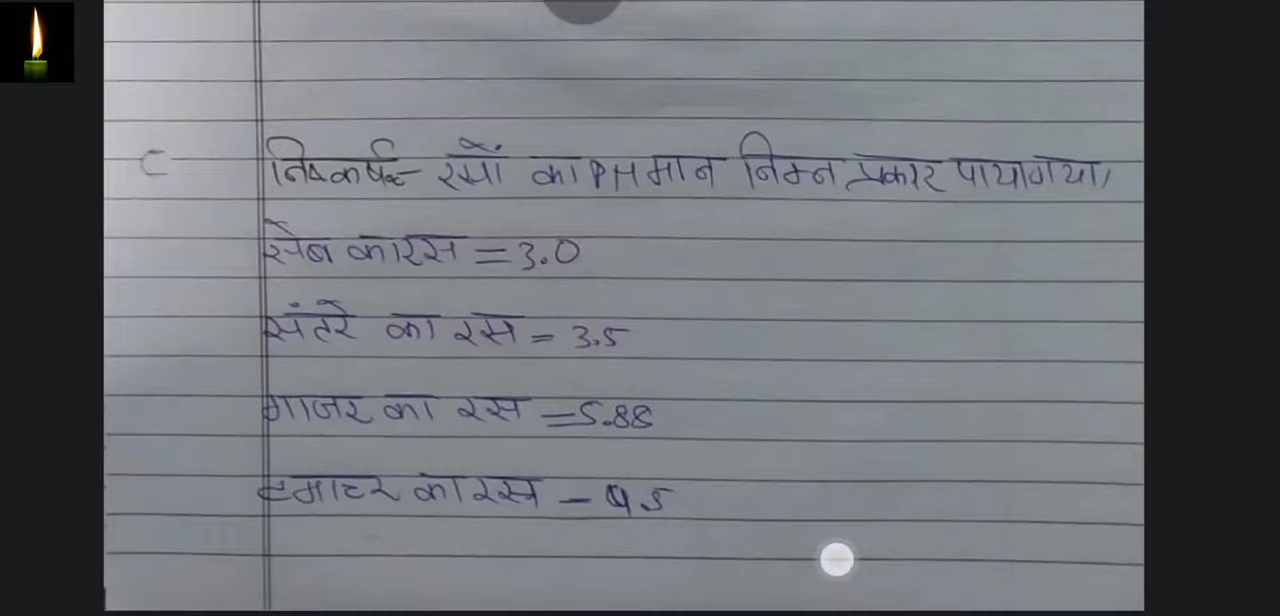 निष्कर्ष:- रसों का PH मान निम्न प्रकार पाया गया,
सेब का रस = 3.0
संतरे का रस = 3.5
गाजर का रस = 5.88
टमाटर का रस - 4.5